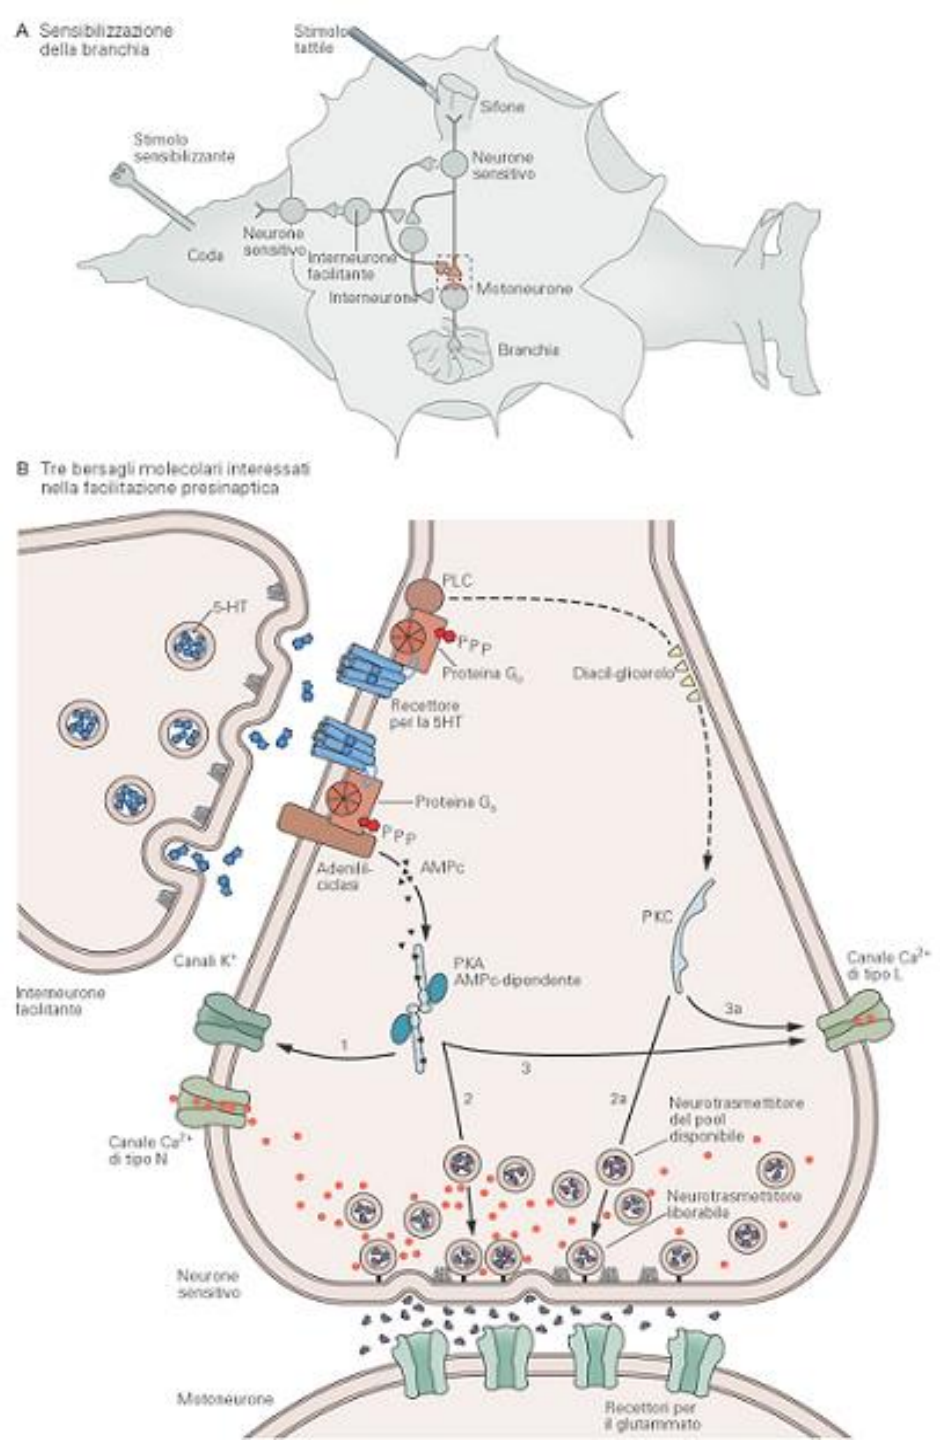 A Sensibilizzazione
della branchia
Stimolo
tattile
Sifone
Stimolo
sensibilizzante
Neurone
sensitivo
Neurone
sensitivo
Coda
Interneurone
facilitante
Interneurone
Motoneurone
Branchia
B Tre bersagli molecolari interessati
nella facilitazione presinaptica
PLC
5-HT
PPP
Proteina Go
Diacil-glicerolo
Recettore
per la 5HT
Proteina Gs
PPP
Adenilil-
ciclasi
AMPc
PKC
Canali K+
PKA
AMPc-dipendente
Canale Ca2+
di tipo L
Interneurone
facilitante
3a
1
3
2
2a
Neurotrasmettitore
del pool
disponibile
Canale Ca2+
di tipo N
Neurotrasmettitore
liberabile
Neurone
sensitivo
Motoneurone
Recettori per
il glutammato